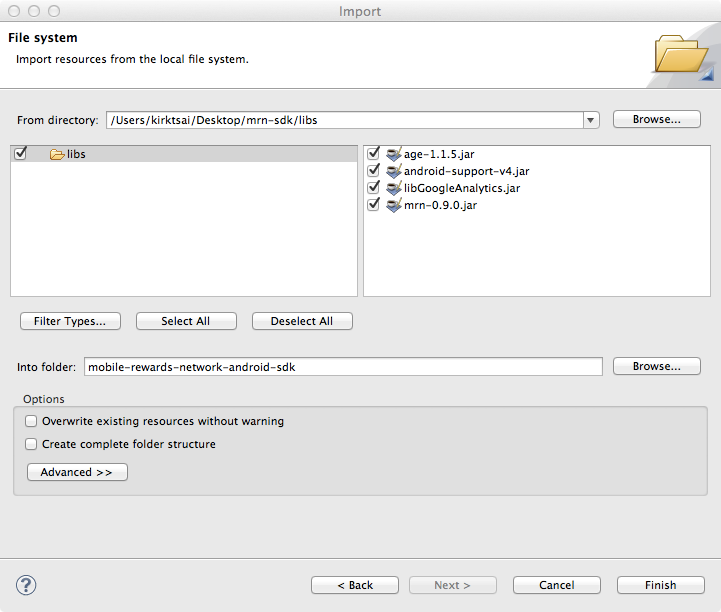 Import
File system
Import resources from the local file system.
From directory: /Users/kirktsai/Desktop/mrn-sdk/libs Browse...
libs
age-1.1.5.jar
android-support-v4.jar
libGoogleAnalytics.jar
mrn-0.9.0.jar
Filter Types... Select All Deselect All
Into folder: mobile-rewards-network-android-sdk Browse...
Options
Overwrite existing resources without warning
Create complete folder structure
Advanced >>
? < Back Next > Cancel Finish